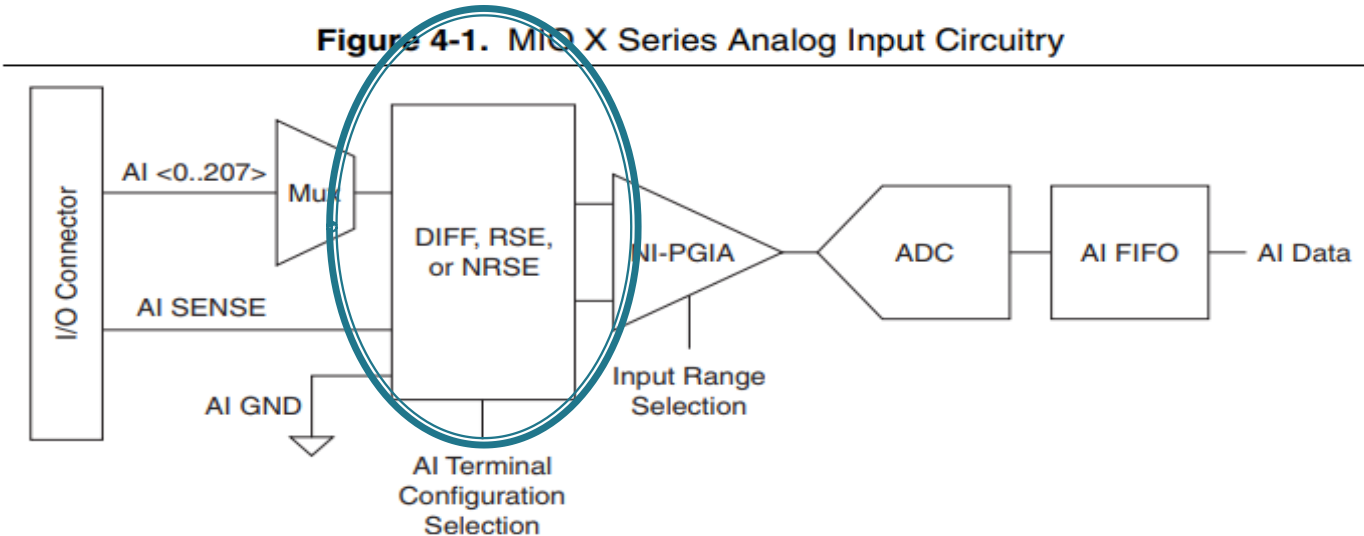 Figure 4-1. MIO X Series Analog Input Circuitry
I/O Connector
AI <0..207>
Mux
AI SENSE
AI GND
DIFF, RSE,
or NRSE
AI Terminal
Configuration
Selection
NI-PGIA
Input Range
Selection
ADC
AI FIFO
AI Data